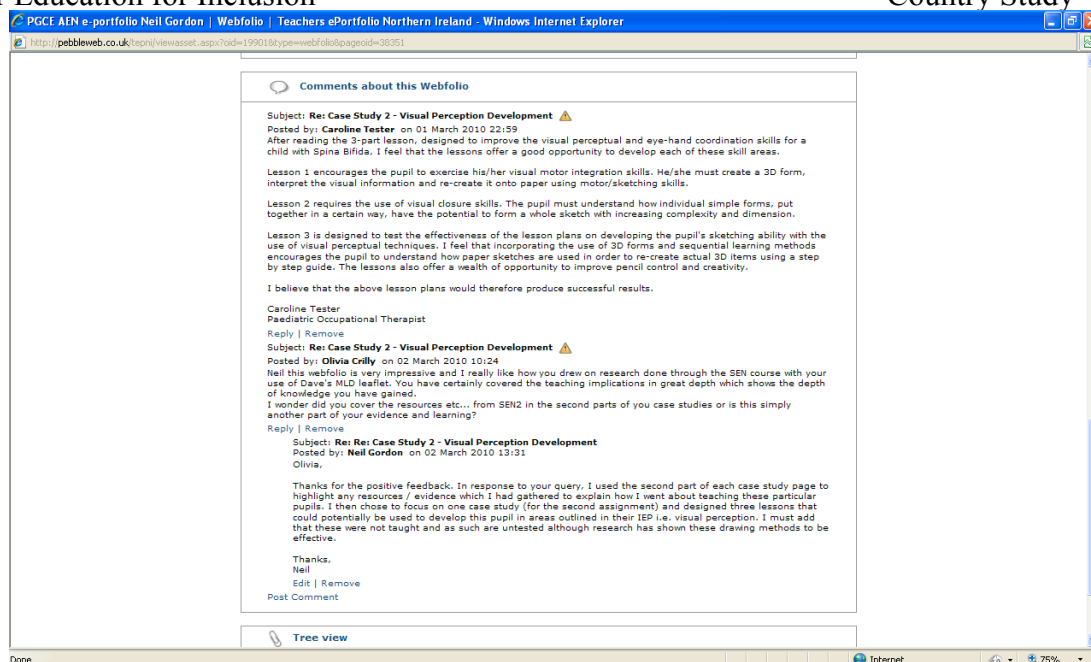 r Education for Inclusion Country Study
PGCE AEN e-portfolio Neil Gordon | Webfolio | Teachers ePortfolio Northern Ireland - Windows Internet Explorer
http://pebbleweb.co.uk/tepni/viewasset.aspx?oid=19901&type=webfolio&pageoid=38351
Comments about this Webfolio
Subject: Re: Case Study 2 - Visual Perception Development
Posted by: Caroline Tester on 01 March 2010 22:59
After reading the 3-part lesson, designed to improve the visual perceptual and eye-hand coordination skills for a
child with Spina Bifida, I feel that the lessons offer a good opportunity to develop each of these skill areas.
Lesson 1 encourages the pupil to exercise his/her visual motor integration skills. He/she must create a 3D form,
interpret the visual information and re-create it onto paper using motor/sketching skills.
Lesson 2 requires the use of visual closure skills. The pupil must understand how individual simple forms, put
together in a certain way, have the potential to form a whole sketch with increasing complexity and dimension.
Lesson 3 is designed to test the effectiveness of the lesson plans on developing the pupil's sketching ability with the
use of visual perceptual techniques. I feel that incorporating the use of 3D forms and sequential learning methods
encourages the pupil to understand how paper sketches are used in order to re-create actual 3D items using a step
by step guide. The lessons also offer a wealth of opportunity to improve pencil control and creativity.
I believe that the above lesson plans would therefore produce successful results.
Caroline Tester
Paediatric Occupational Therapist
Reply | Remove
Subject: Re: Case Study 2 - Visual Perception Development
Posted by: Olivia Crilly on 02 March 2010 10:24
Neil this webfolio is very impressive and I really like how you drew on research done through the SEN course with your
use of Dave's MLD leaflet. You have certainly covered the teaching implications in great depth which shows the depth
of knowledge you have gained.
I wonder did you cover the resources etc... from SEN2 in the second parts of you case studies or is this simply
another part of your evidence and learning?
Reply | Remove
Subject: Re: Re: Case Study 2 - Visual Perception Development
Posted by: Neil Gordon on 02 March 2010 13:31
Olivia,
Thanks for the positive feedback. In response to your query, I used the second part of each case study page to
highlight any resources / evidence which I had gathered to explain how I went about teaching these particular
pupils. I then chose to focus on one case study (for the second assignment) and designed three lessons that
could potentially be used to develop this pupil in areas outlined in their IEP i.e. visual perception. I must add
that these were not taught and as such are untested although research has shown these drawing methods to be
effective.
Thanks,
Neil
Edit | Remove
Post Comment
Tree view
Done Internet 75%